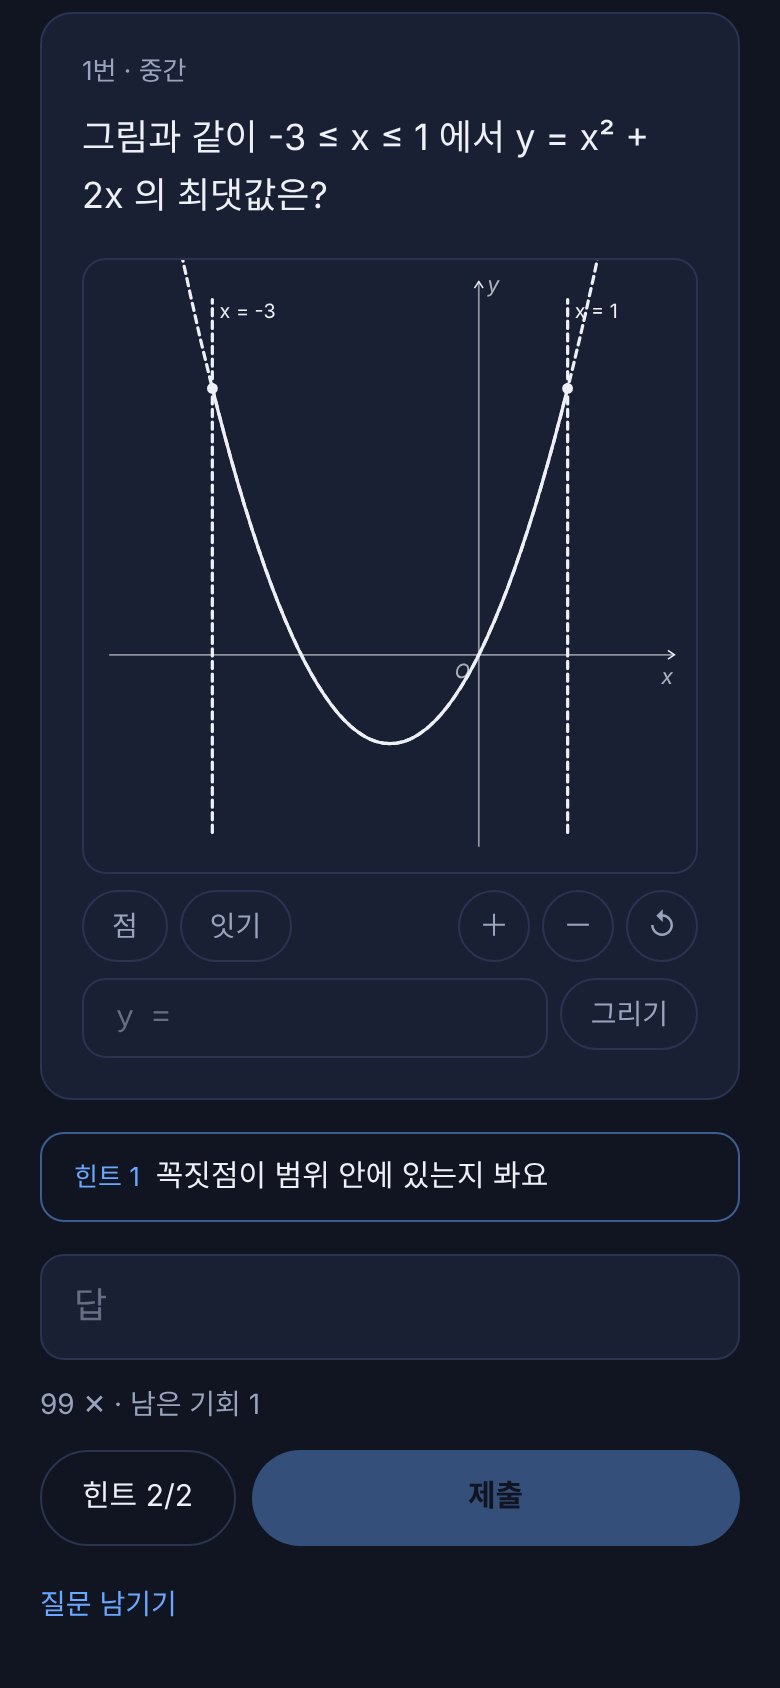 1번 · 중간
그림과 같이 -3 ≤ x ≤ 1 에서 y = x² +
2x 의 최댓값은?
y
x = -3
x = 1
O
x
점
잇기
+
−
y =
그리기
힌트 1 꼭짓점이 범위 안에 있는지 봐요
답
99 ✕ · 남은 기회 1
힌트 2/2
제출
질문 남기기